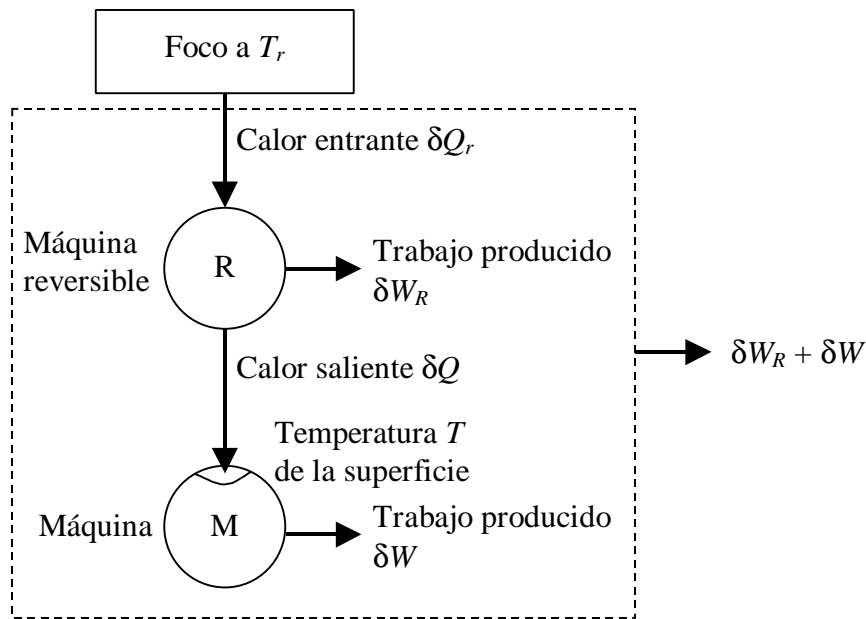 Foco a Tr
Calor entrante δQr
Máquina
reversible
R
Trabajo producido
δWR
δWR + δW
Calor saliente δQ
Temperatura T
de la superficie
Máquina
M
Trabajo producido
δW